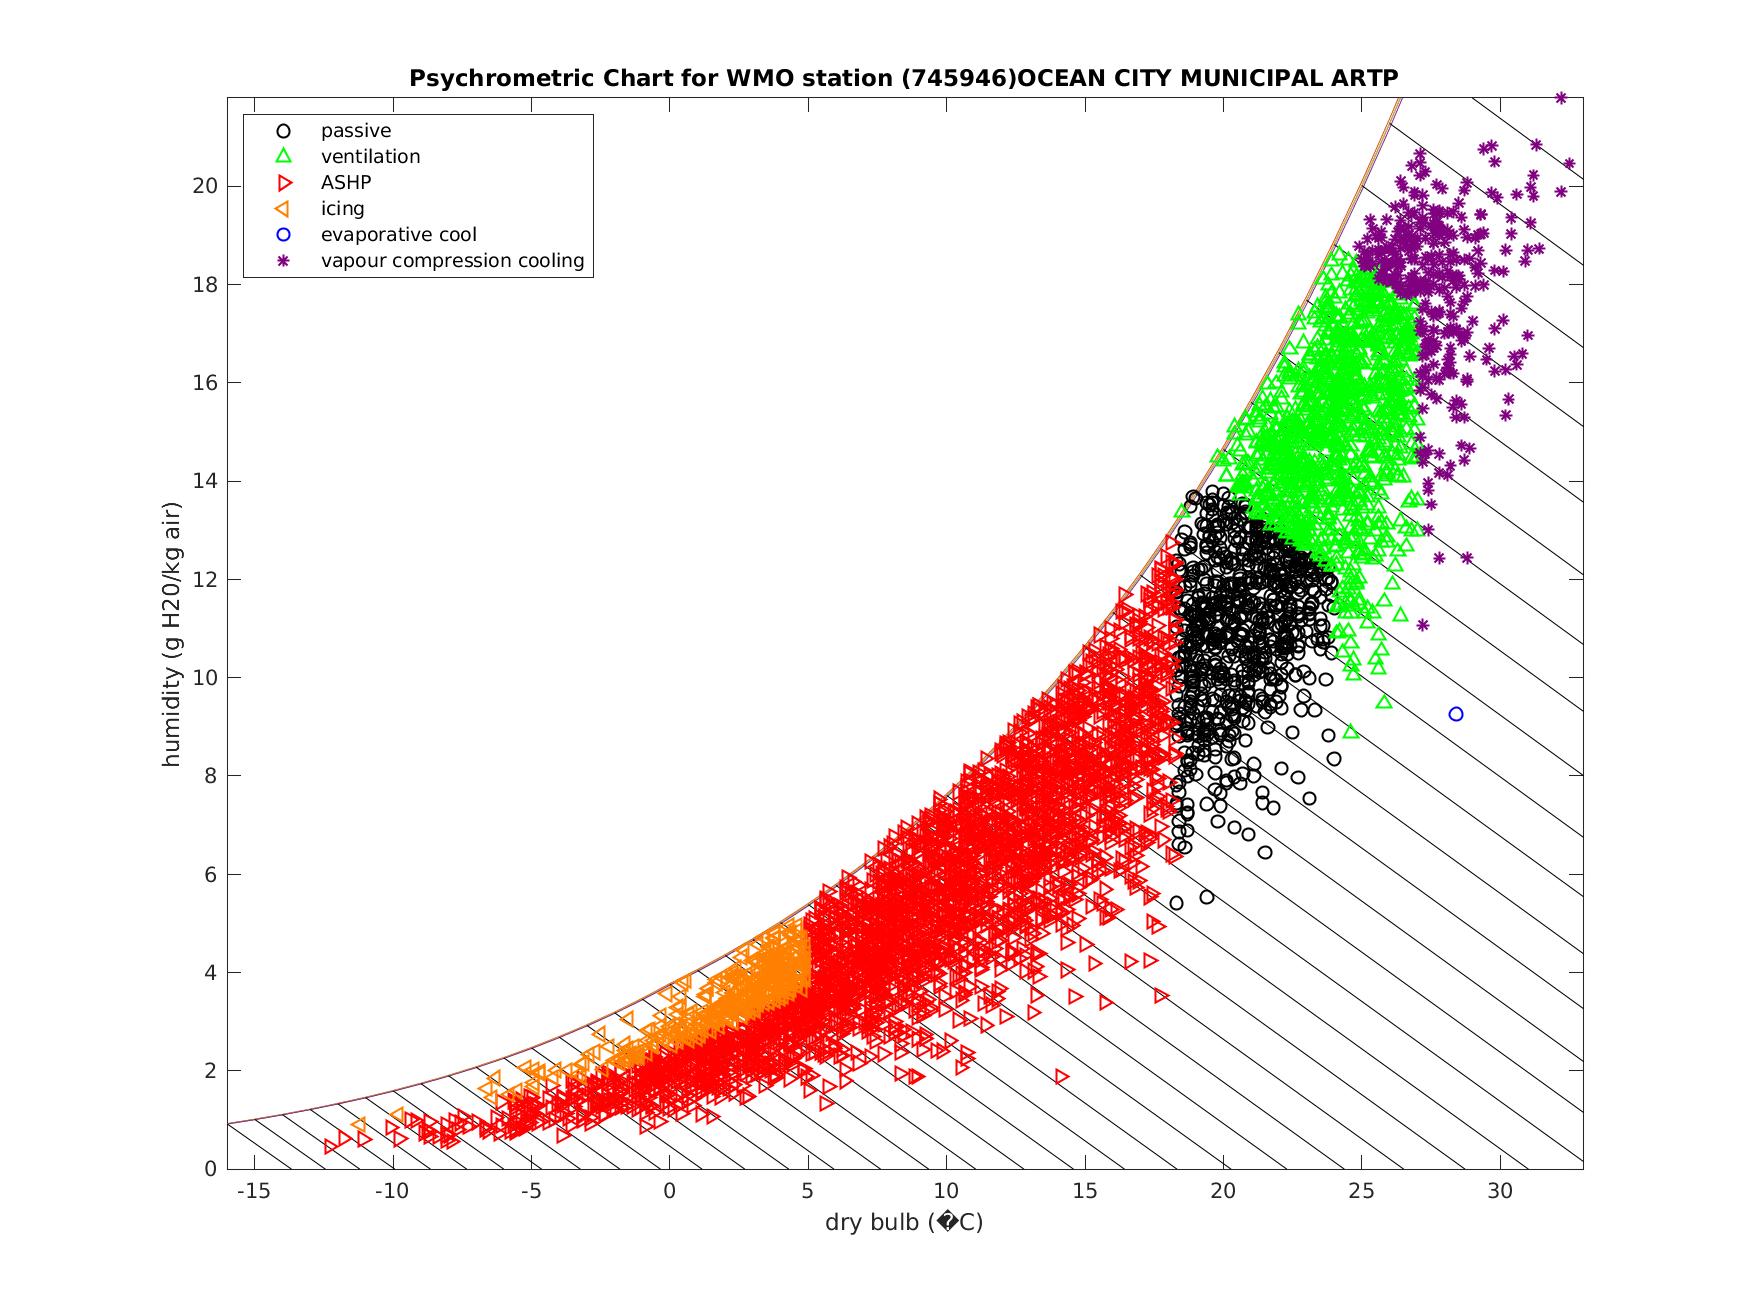 Psychrometric Chart for WMO station (745946)OCEAN CITY MUNICIPAL ARTP
passive
ventilation
ASHP
icing
evaporative cool
vapour compression cooling
humidity (g H20/kg air)
20
18
16
14
12
10
8
6
4
2
0
-15 -10 -5 0 5 10 15 20 25 30
dry bulb (�C)